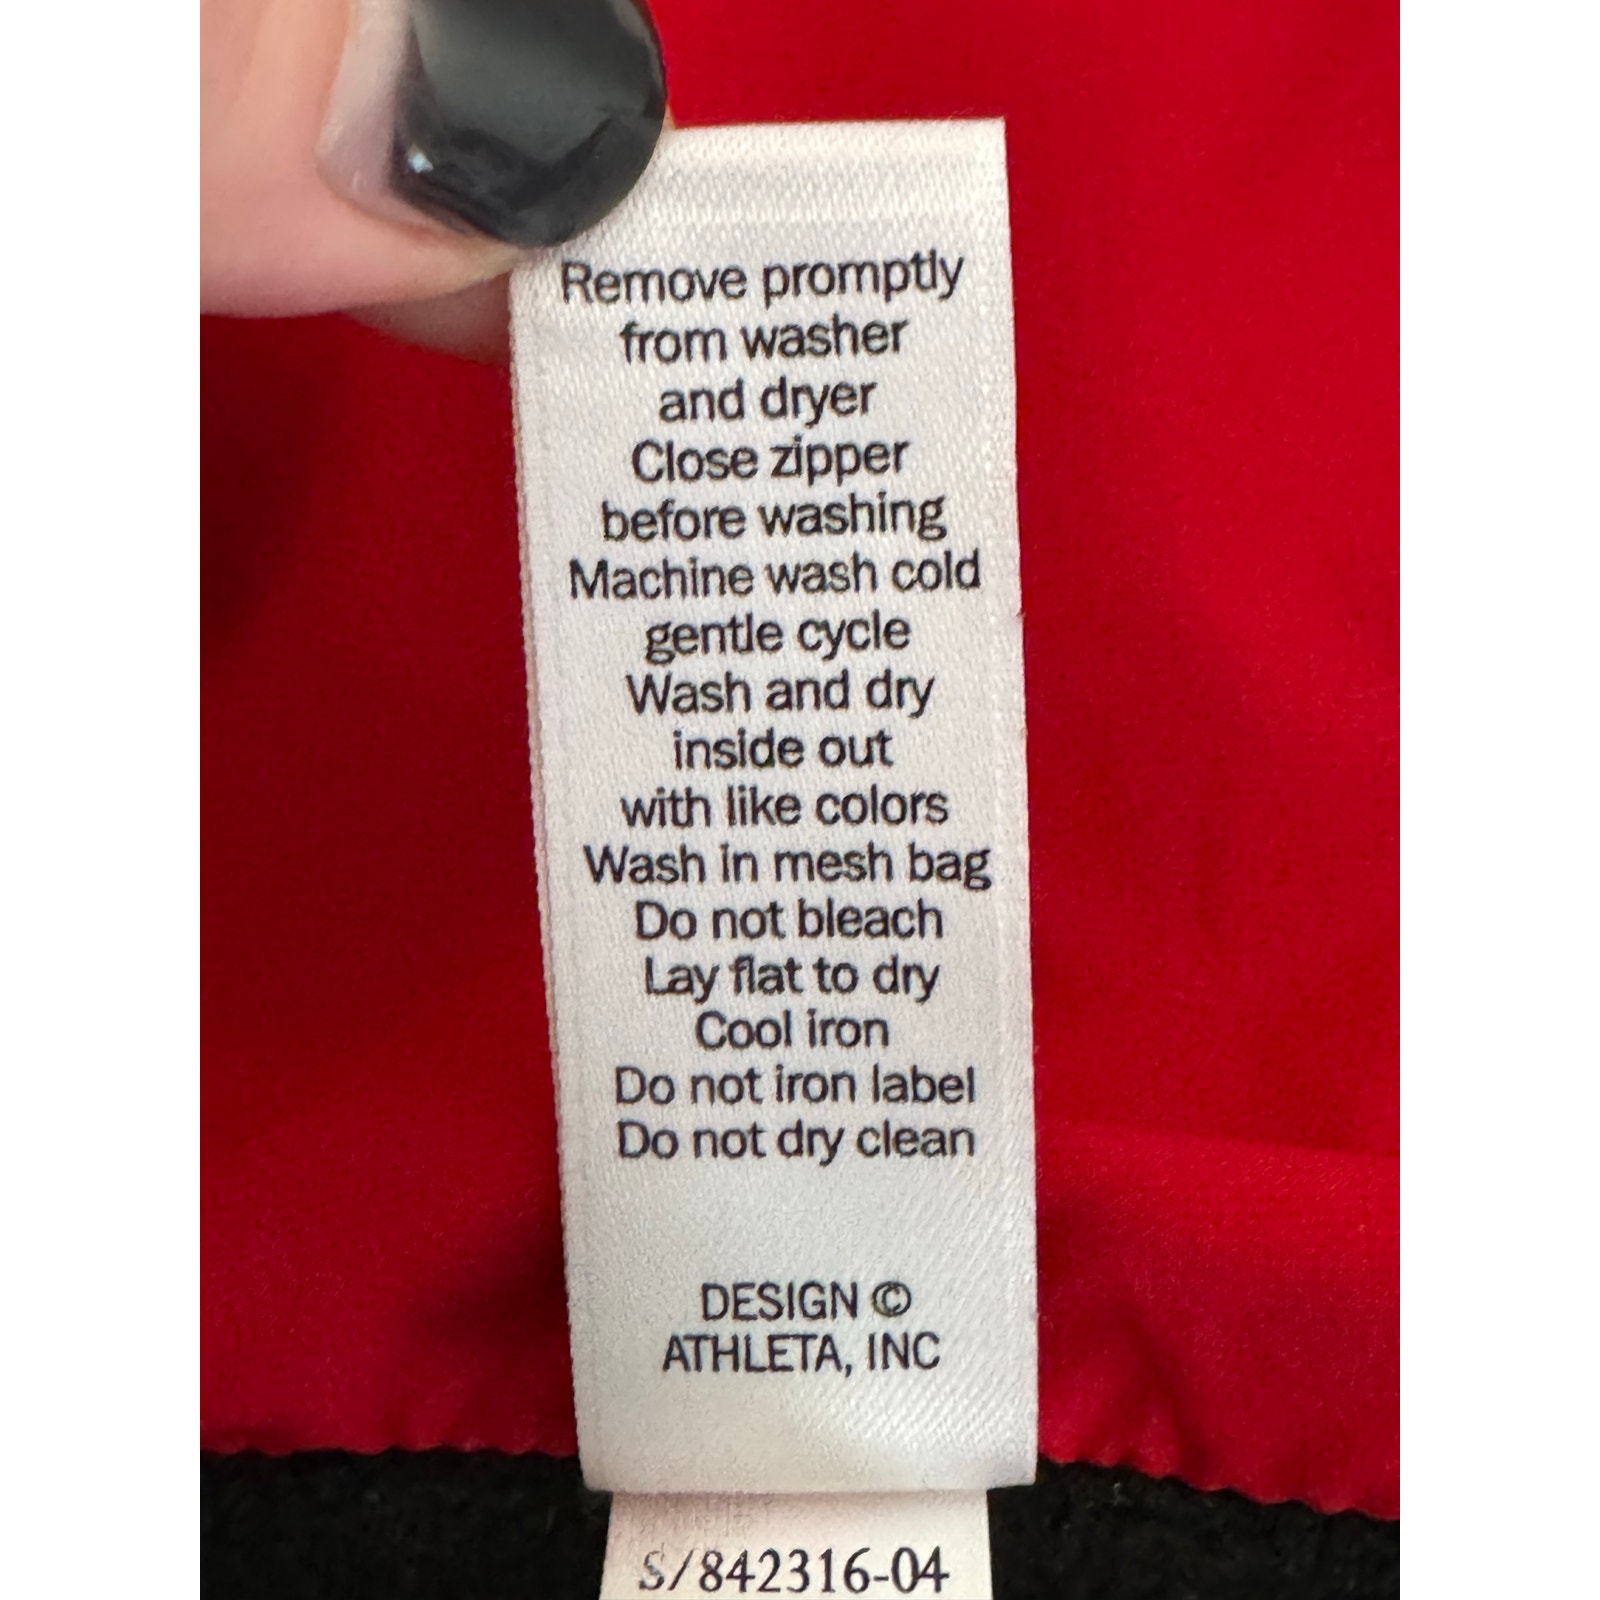 Remove promptly
from washer
and dryer
Close zipper
before washing
Machine wash cold
gentle cycle
Wash and dry
inside out
with like colors
Wash in mesh bag
Do not bleach
Lay flat to dry
Cool iron
Do not iron label
Do not dry clean
DESIGN ©
ATHLETA, INC
S/842316-04